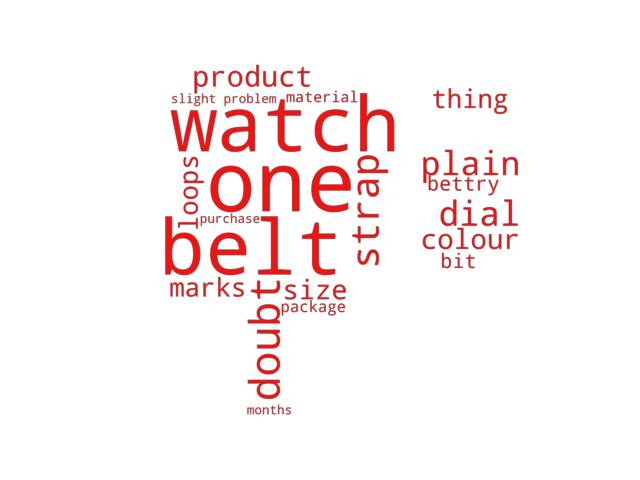 product
slight problem material
thing
watch
loops
one
strap
plain
bettry
purchase
dial
belt
colour
bit
marks
size
doubt
package
months